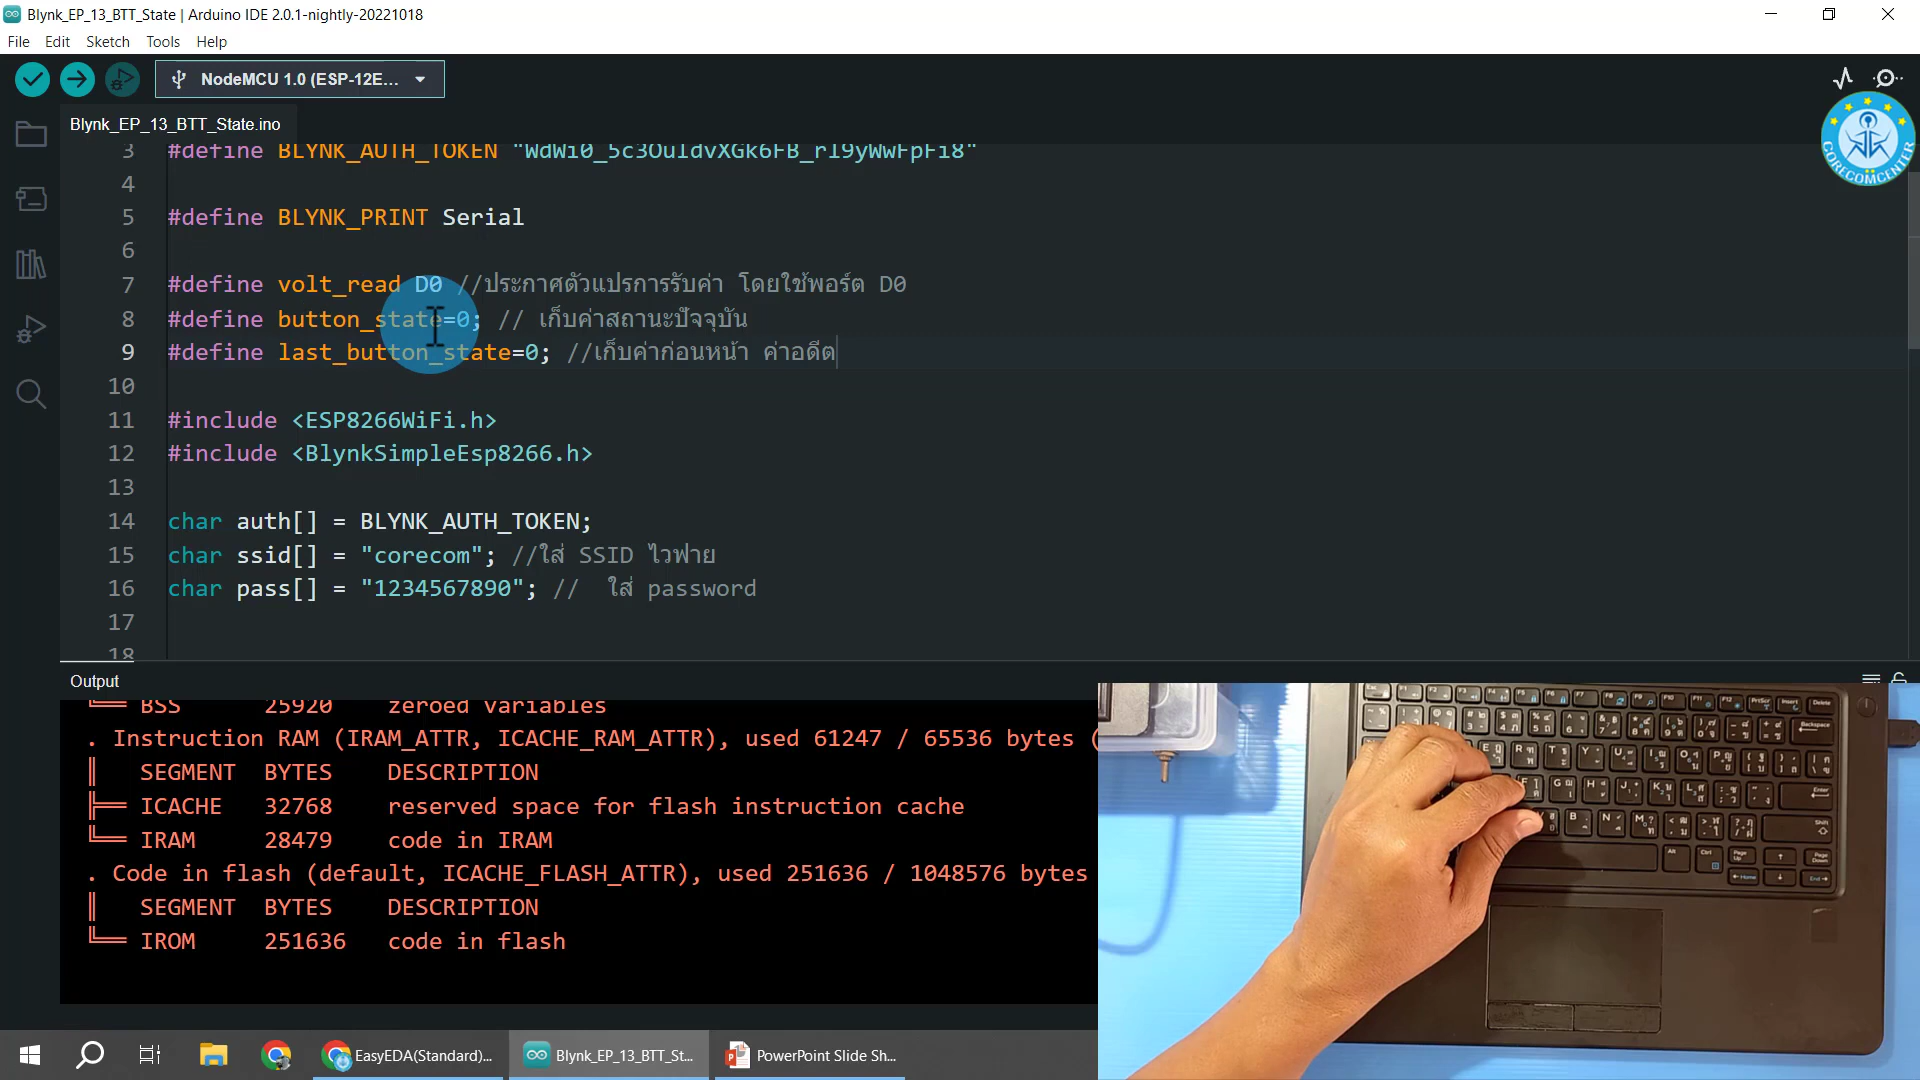 Blynk_EP_13_BTT_State | Arduino IDE 2.0.1-nightly-20221018
File Edit Sketch Tools Help
NodeMCU 1.0 (ESP-12E...
Blynk_EP_13_BTT_State.ino
CORECOMCENTER
3 #define BLYNK_AUTH_TOKEN
4
5 #define BLYNK_PRINT Serial
6
7 #define volt_read D0 //ประกาศตัวแปรการรับค่า โดยใช้พอร์ต D0
8 #define button_state=0; // เก็บค่าสถานะปัจจุบัน
9 #define last_button_state=0; //เก็บค่าก่อนหน้า ค่าอดีต
10
11 #include <ESP8266WiFi.h>
12 #include <BlynkSimpleEsp8266.h>
13
14 char auth[] = BLYNK_AUTH_TOKEN;
15 char ssid[] = "corecom"; //ใส่ SSID ไวฟาย
16 char pass[] = "1234567890"; // ใส่ password
17
18
Output
BSS 25920 zeroed variables
. Instruction RAM (IRAM_ATTR, ICACHE_RAM_ATTR), used 61247 / 65536 bytes (
SEGMENT BYTES DESCRIPTION
ICACHE 32768 reserved space for flash instruction cache
IRAM 28479 code in IRAM
. Code in flash (default, ICACHE_FLASH_ATTR), used 251636 / 1048576 bytes
SEGMENT BYTES DESCRIPTION
IROM 251636 code in flash
EasyEDA(Standard)... Blynk_EP_13_BTT_St... PowerPoint Slide Sh...